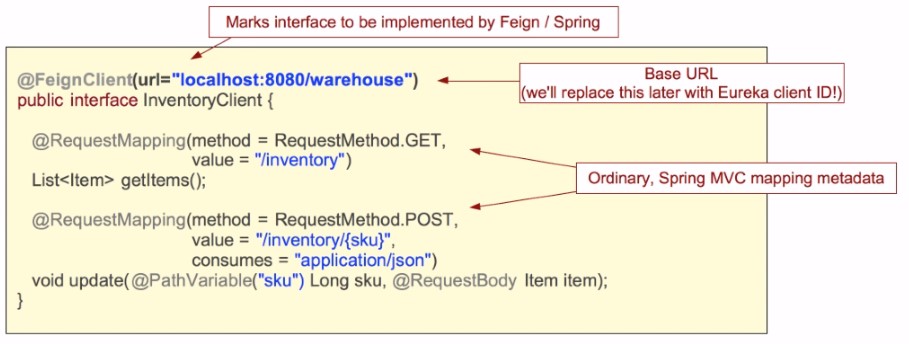 Marks interface to be implemented by Feign / Spring
@FeignClient(url="localhost:8080/warehouse")
public interface InventoryClient {
Base URL
(we'll replace this later with Eureka client ID!)
@RequestMapping(method = RequestMethod.GET,
value = "/inventory")
List<Item> getItems();
Ordinary, Spring MVC mapping metadata
@RequestMapping(method = RequestMethod.POST,
value = "/inventory/{sku}",
consumes = "application/json")
void update(@PathVariable("sku") Long sku, @RequestBody Item item);
}